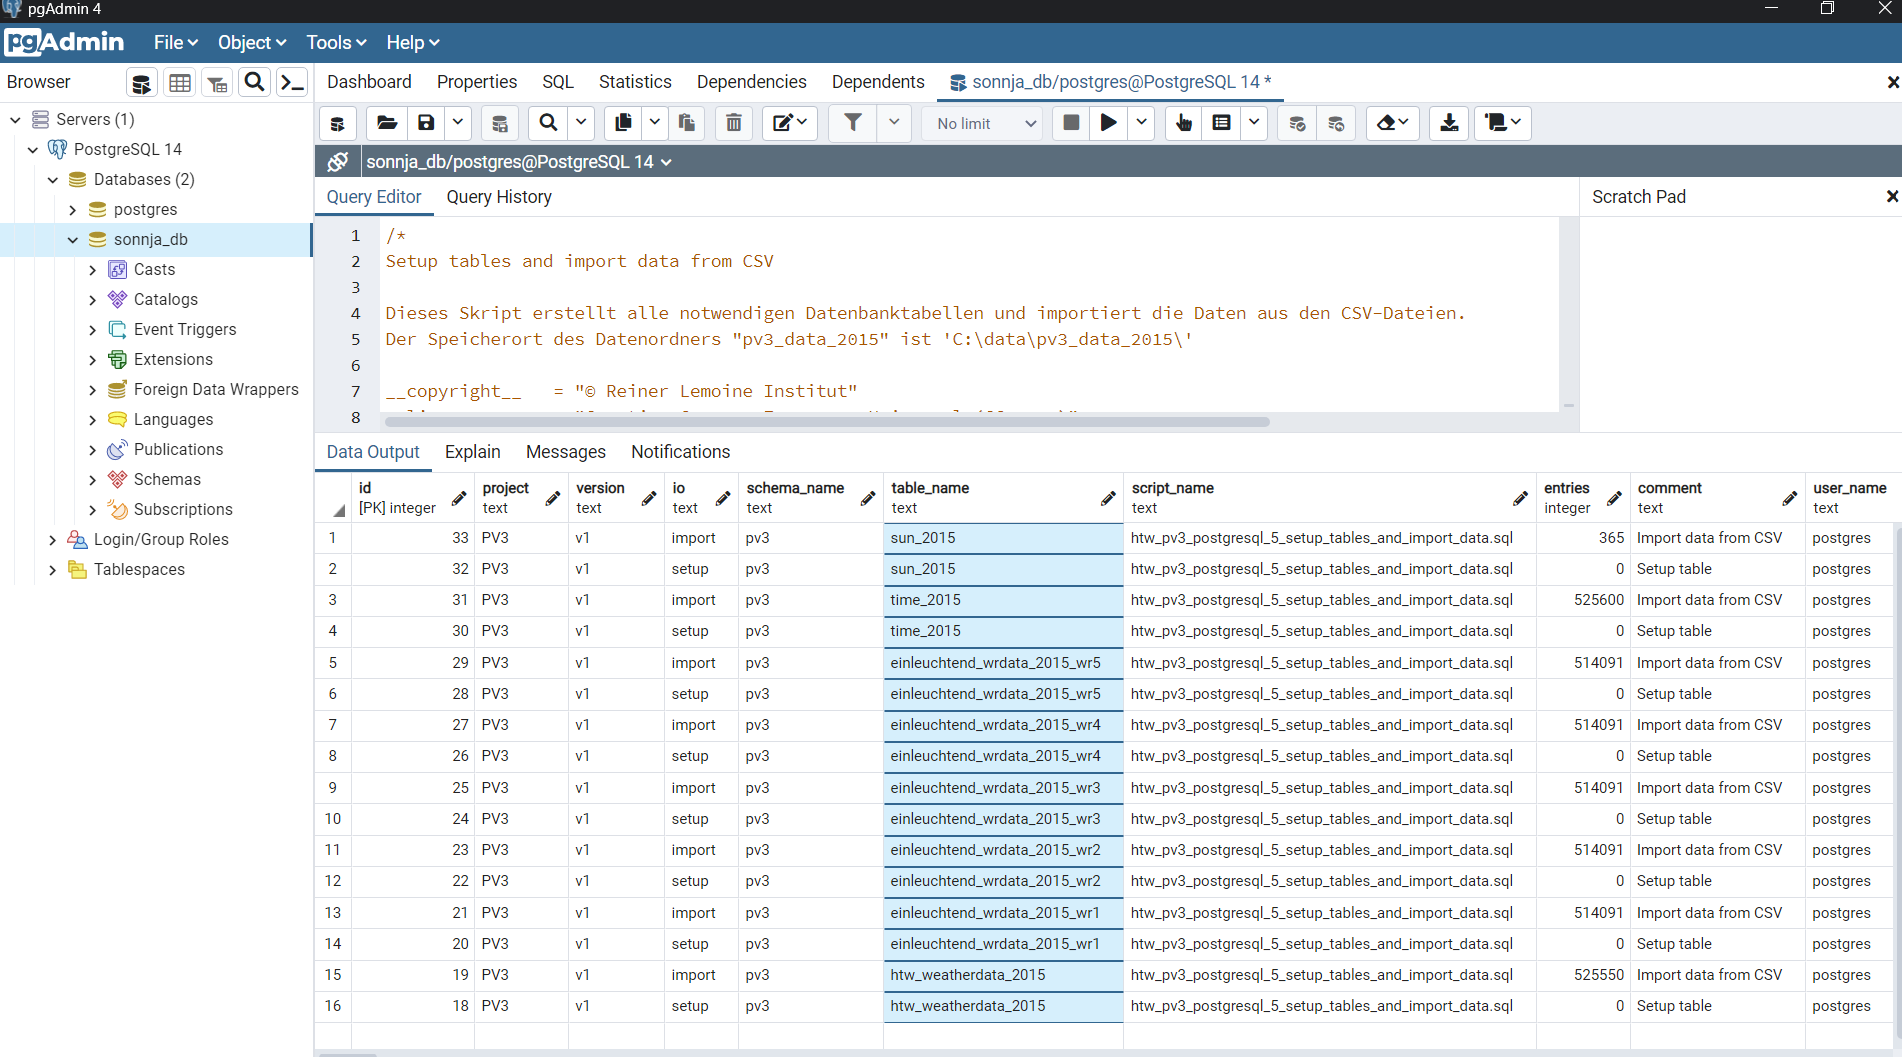 pgAdmin 4
pgAdmin File Object Tools Help
Browser
Dashboard Properties SQL Statistics Dependencies Dependents sonnja_db/postgres@PostgreSQL 14 *
No limit
sonnja_db/postgres@PostgreSQL 14
Servers (1)
PostgreSQL 14
Databases (2)
postgres
sonnja_db
Casts
Catalogs
Event Triggers
Extensions
Foreign Data Wrappers
Languages
Publications
Schemas
Subscriptions
Login/Group Roles
Tablespaces
Query Editor Query History
Scratch Pad
1 /*
2 Setup tables and import data from CSV
3
4 Dieses Skript erstellt alle notwendigen Datenbanktabellen und importiert die Daten aus den CSV-Dateien.
5 Der Speicherort des Datenordners "pv3_data_2015" ist 'C:\data\pv3_data_2015\'
6
7 __copyright__ = "© Reiner Lemoine Institut"
8
Data Output Explain Messages Notifications
id project version io schema_name table_name script_name entries comment user_name
[PK] integer text text text text text text integer text text
1 33 PV3 v1 import pv3 sun_2015 htw_pv3_postgresql_5_setup_tables_and_import_data.sql 365 Import data from CSV postgres
2 32 PV3 v1 setup pv3 sun_2015 htw_pv3_postgresql_5_setup_tables_and_import_data.sql 0 Setup table postgres
3 31 PV3 v1 import pv3 time_2015 htw_pv3_postgresql_5_setup_tables_and_import_data.sql 525600 Import data from CSV postgres
4 30 PV3 v1 setup pv3 time_2015 htw_pv3_postgresql_5_setup_tables_and_import_data.sql 0 Setup table postgres
5 29 PV3 v1 import pv3 einleuchtend_wrdata_2015_wr5 htw_pv3_postgresql_5_setup_tables_and_import_data.sql 514091 Import data from CSV postgres
6 28 PV3 v1 setup pv3 einleuchtend_wrdata_2015_wr5 htw_pv3_postgresql_5_setup_tables_and_import_data.sql 0 Setup table postgres
7 27 PV3 v1 import pv3 einleuchtend_wrdata_2015_wr4 htw_pv3_postgresql_5_setup_tables_and_import_data.sql 514091 Import data from CSV postgres
8 26 PV3 v1 setup pv3 einleuchtend_wrdata_2015_wr4 htw_pv3_postgresql_5_setup_tables_and_import_data.sql 0 Setup table postgres
9 25 PV3 v1 import pv3 einleuchtend_wrdata_2015_wr3 htw_pv3_postgresql_5_setup_tables_and_import_data.sql 514091 Import data from CSV postgres
10 24 PV3 v1 setup pv3 einleuchtend_wrdata_2015_wr3 htw_pv3_postgresql_5_setup_tables_and_import_data.sql 0 Setup table postgres
11 23 PV3 v1 import pv3 einleuchtend_wrdata_2015_wr2 htw_pv3_postgresql_5_setup_tables_and_import_data.sql 514091 Import data from CSV postgres
12 22 PV3 v1 setup pv3 einleuchtend_wrdata_2015_wr2 htw_pv3_postgresql_5_setup_tables_and_import_data.sql 0 Setup table postgres
13 21 PV3 v1 import pv3 einleuchtend_wrdata_2015_wr1 htw_pv3_postgresql_5_setup_tables_and_import_data.sql 514091 Import data from CSV postgres
14 20 PV3 v1 setup pv3 einleuchtend_wrdata_2015_wr1 htw_pv3_postgresql_5_setup_tables_and_import_data.sql 0 Setup table postgres
15 19 PV3 v1 import pv3 htw_weatherdata_2015 htw_pv3_postgresql_5_setup_tables_and_import_data.sql 525550 Import data from CSV postgres
16 18 PV3 v1 setup pv3 htw_weatherdata_2015 htw_pv3_postgresql_5_setup_tables_and_import_data.sql 0 Setup table postgres